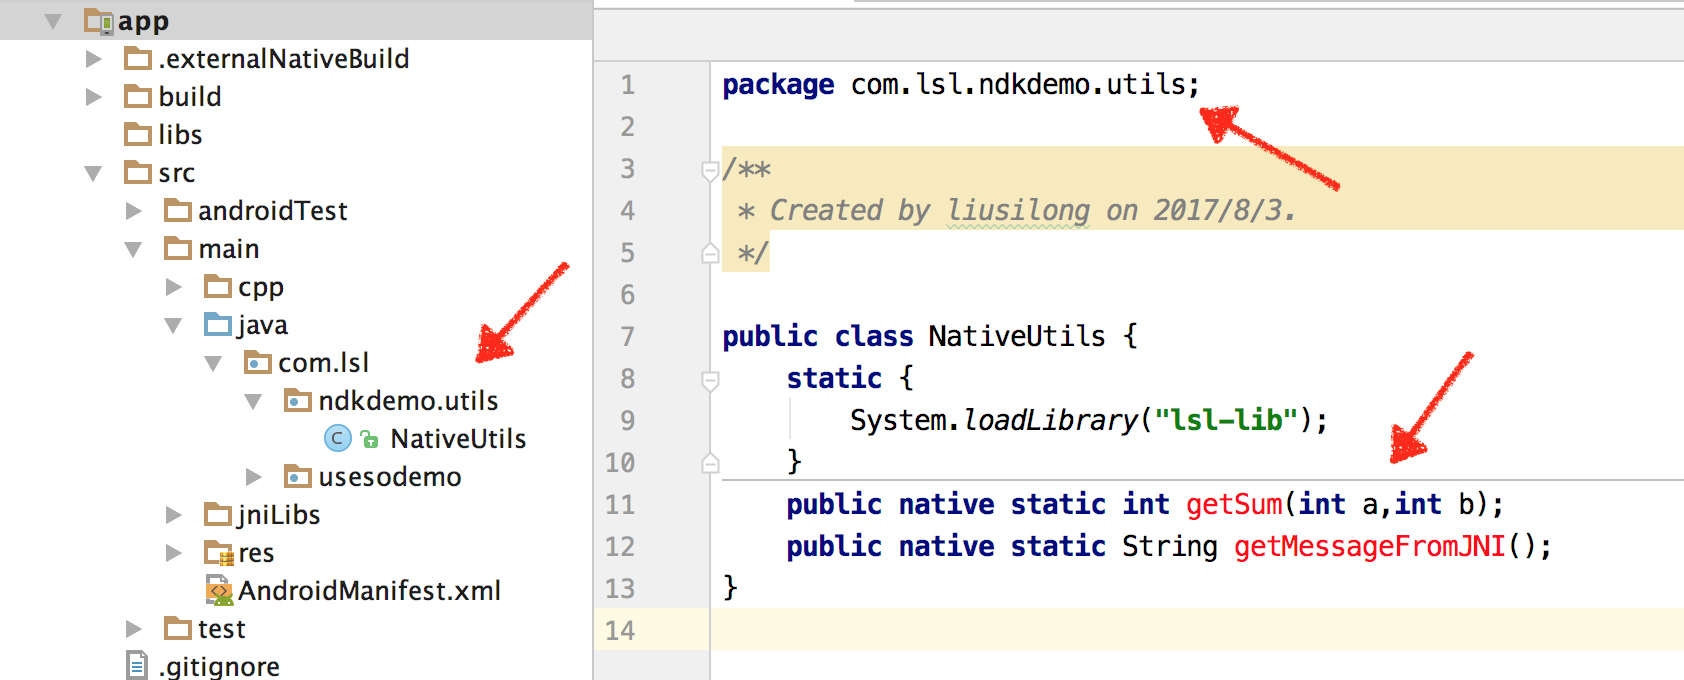 app
.externalNativeBuild
build
libs
src
androidTest
main
cpp
java
com.lsl
ndkdemo.utils
C NativeUtils
usesodemo
jniLibs
res
AndroidManifest.xml
test
.gitignore
1 package com.lsl.ndkdemo.utils;
2
3 /**
4 * Created by liusilong on 2017/8/3.
5 */
6
7 public class NativeUtils {
8 static {
9 System.loadLibrary("lsl-lib");
10 }
11 public native static int getSum(int a,int b);
12 public native static String getMessageFromJNI();
13 }
14